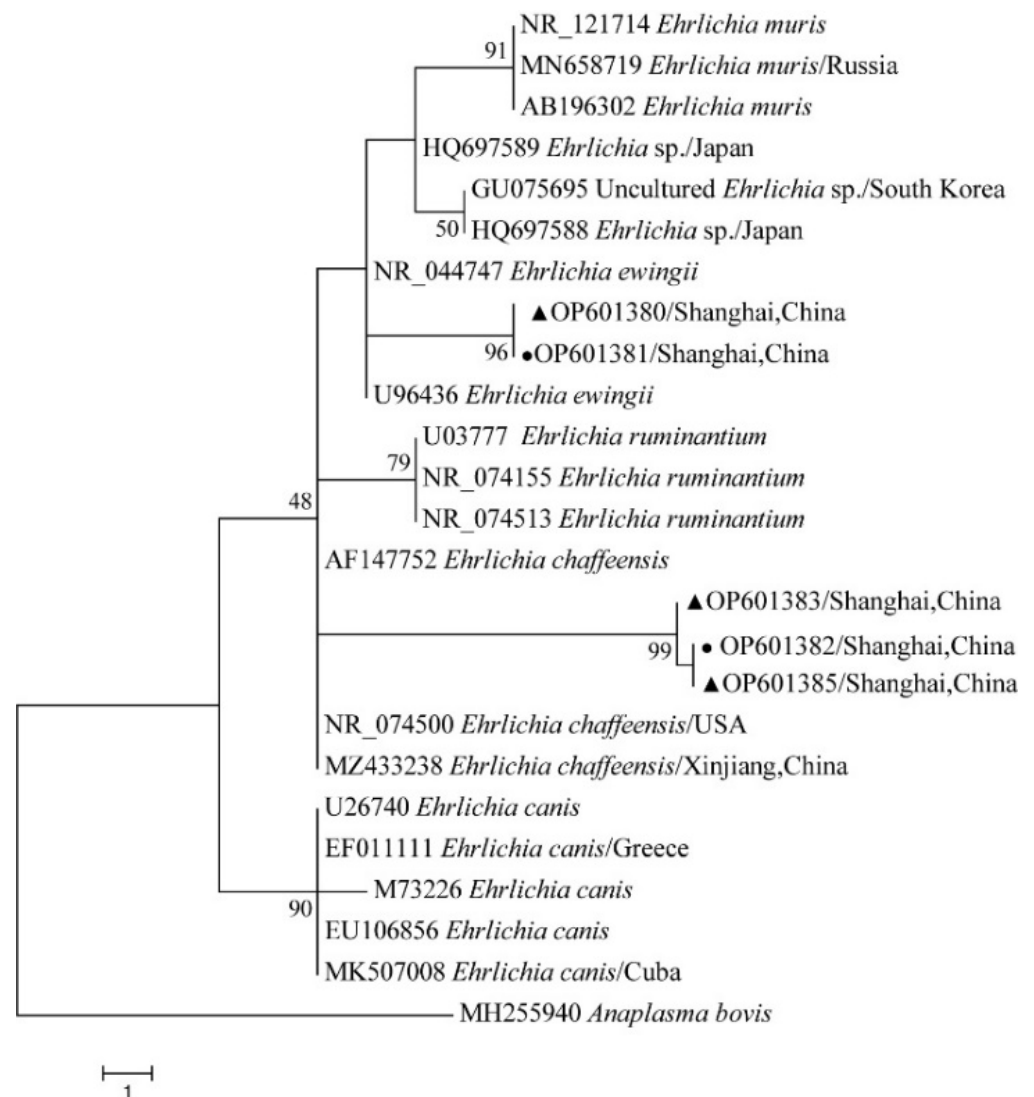 NR_121714 Ehrlichia muris
91
MN658719 Ehrlichia muris/Russia
AB196302 Ehrlichia muris
HQ697589 Ehrlichia sp./Japan
GU075695 Uncultured Ehrlichia sp./South Korea
50 HQ697588 Ehrlichia sp./Japan
NR_044747 Ehrlichia ewingii
▲OP601380/Shanghai,China
96 ●OP601381/Shanghai,China
U96436 Ehrlichia ewingii
U03777 Ehrlichia ruminantium
79
NR_074155 Ehrlichia ruminantium
48
NR_074513 Ehrlichia ruminantium
AF147752 Ehrlichia chaffeensis
▲OP601383/Shanghai,China
99 ● OP601382/Shanghai,China
▲OP601385/Shanghai,China
NR_074500 Ehrlichia chaffeensis/USA
MZ433238 Ehrlichia chaffeensis/Xinjiang,China
U26740 Ehrlichia canis
EF011111 Ehrlichia canis/Greece
M73226 Ehrlichia canis
90
EU106856 Ehrlichia canis
MK507008 Ehrlichia canis/Cuba
MH255940 Anaplasma bovis
1